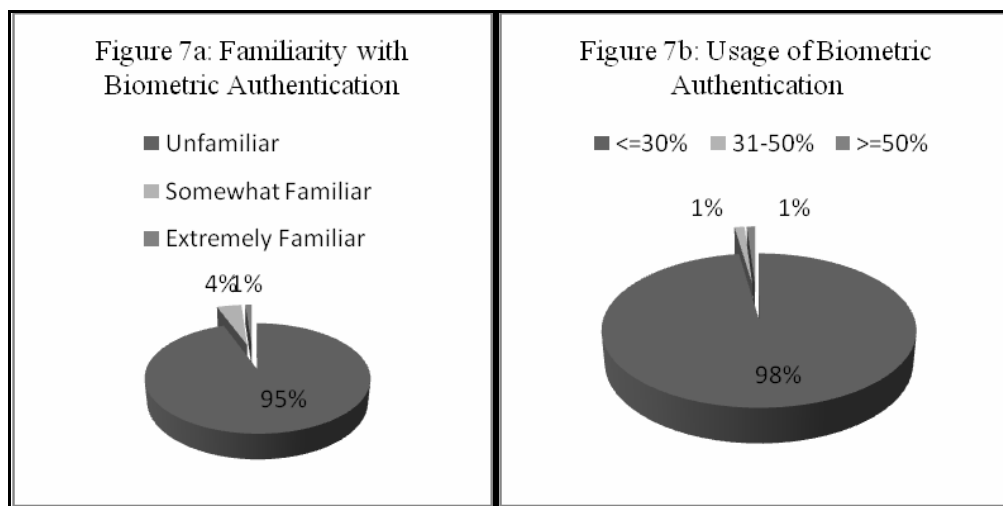 Figure 7a: Familiarity with
Biometric Authentication
Unfamiliar
Somewhat Familiar
Extremely Familiar
4% 1%
95%
Figure 7b: Usage of Biometric
Authentication
<=30% 31-50% >=50%
1% 1%
98%